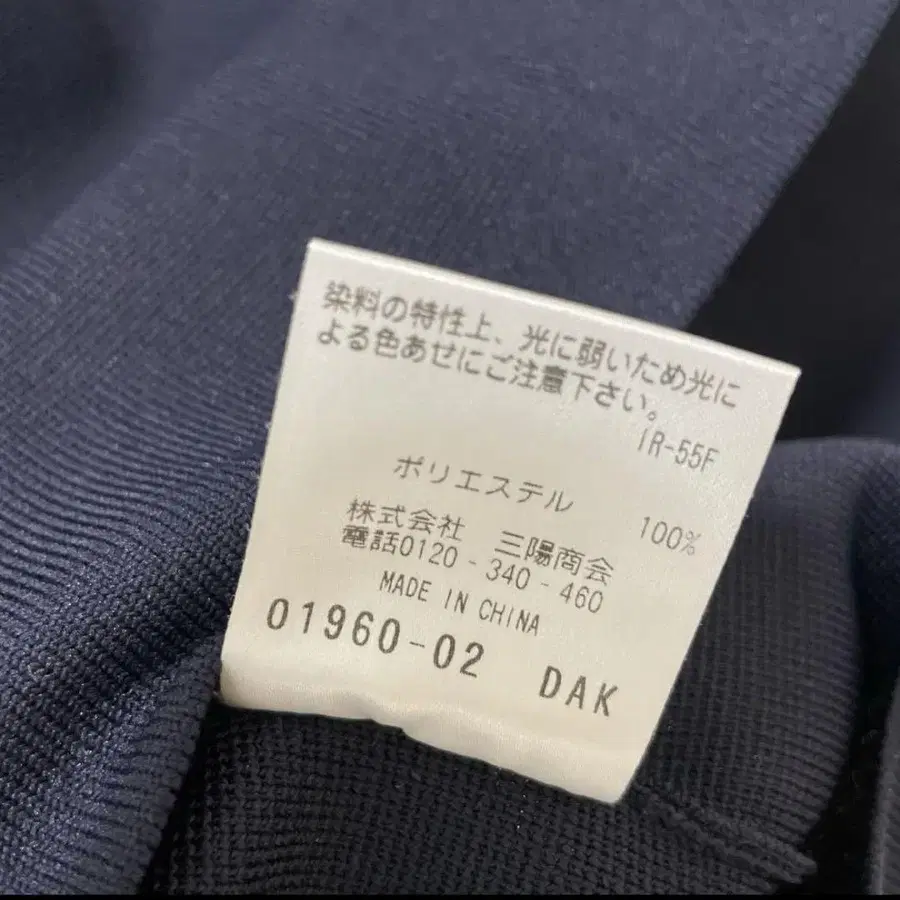 染料の特性上、光に弱いため光に
よる色あせにご注意下さい。
IR-55F
ポリエステル 100%
株式会社 三陽商会
電話0120-340-460
MADE IN CHINA
01960-02 DAK